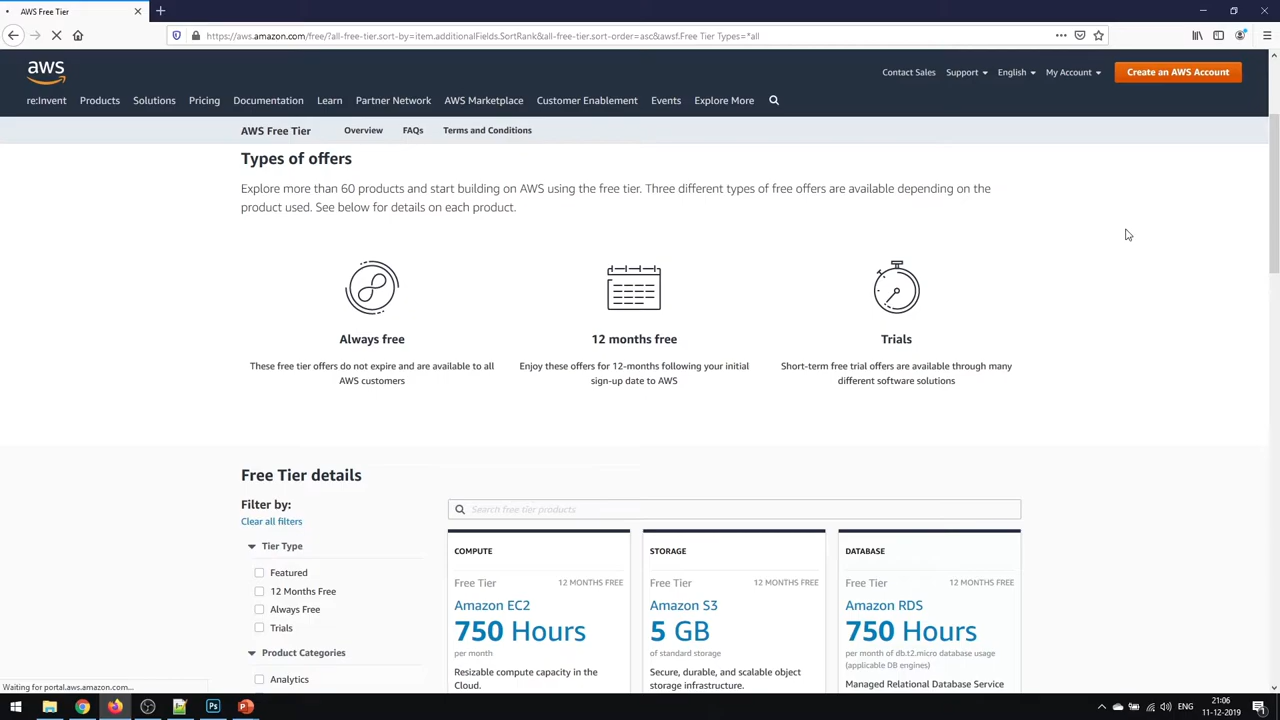 AWS Free Tier
https://aws.amazon.com/free/?all-free-tier.sort-by=item.additionalFields.SortRank&all-free-tier.sort-order=asc&awsf.Free Tier Types=*all
aws
Contact Sales Support English My Account Create an AWS Account
re:Invent Products Solutions Pricing Documentation Learn Partner Network AWS Marketplace Customer Enablement Events Explore More
AWS Free Tier Overview FAQs Terms and Conditions
Types of offers
Explore more than 60 products and start building on AWS using the free tier. Three different types of free offers are available depending on the
product used. See below for details on each product.
Always free
These free tier offers do not expire and are available to all
AWS customers
12 months free
Enjoy these offers for 12-months following your initial
sign-up date to AWS
Trials
Short-term free trial offers are available through many
different software solutions
Free Tier details
Filter by:
Clear all filters
Tier Type
Featured
12 Months Free
Always Free
Trials
Product Categories
Analytics
Search free tier products
COMPUTE
Free Tier 12 MONTHS FREE
Amazon EC2
750 Hours
per month
Resizable compute capacity in the
Cloud.
STORAGE
Free Tier 12 MONTHS FREE
Amazon S3
5 GB
of standard storage
Secure, durable, and scalable object
storage infrastructure.
DATABASE
Free Tier 12 MONTHS FREE
Amazon RDS
750 Hours
per month of db.t2.micro database usage
(applicable DB engines)
Managed Relational Database Service
Waiting for portal.aws.amazon.com...
ENG
21:06
11-12-2019